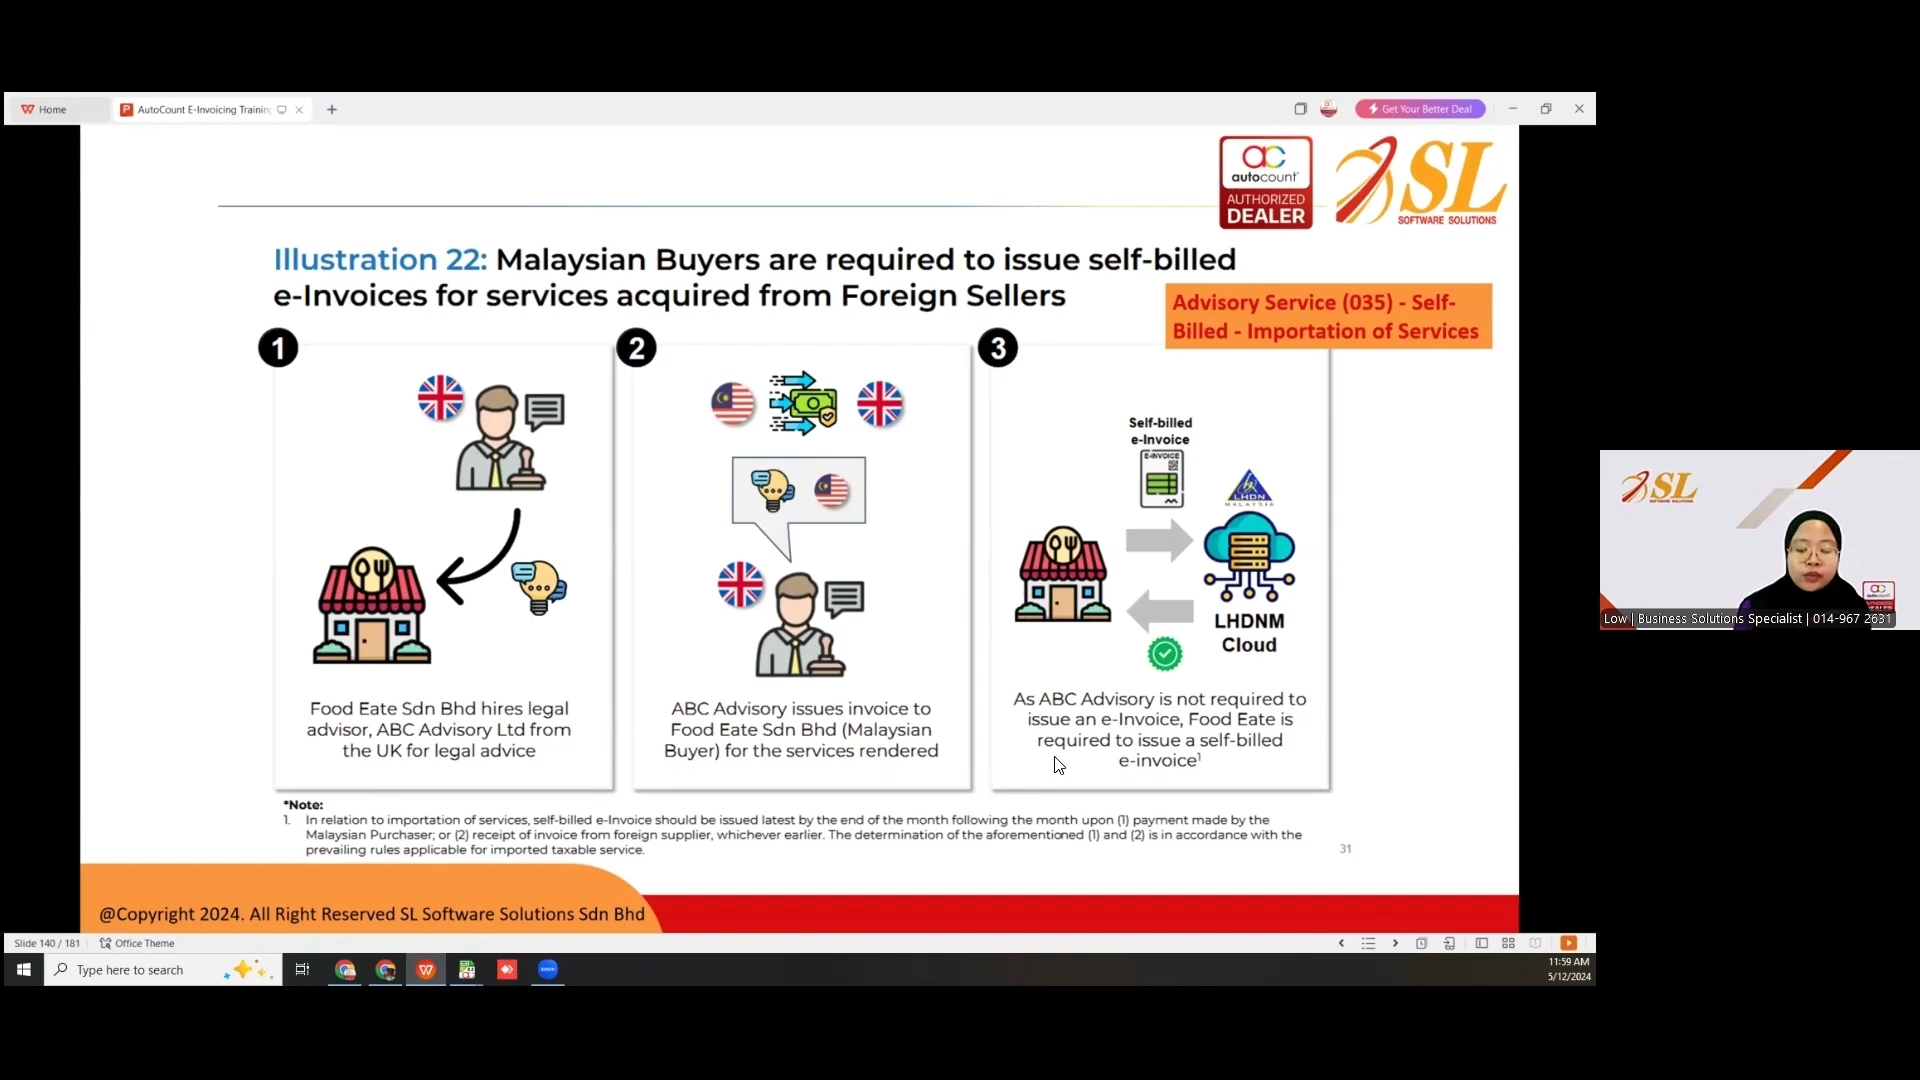 Home
AutoCount E-Invoicing Training
Get Your Better Deal
ac
autocount
AUTHORIZED
DEALER
SL
SOFTWARE SOLUTIONS
Illustration 22: Malaysian Buyers are required to issue self-billed
e-Invoices for services acquired from Foreign Sellers
Advisory Service (035) - Self-
Billed - Importation of Services
1
2
3
Self-billed
e-Invoice
E-INVOICE
LHDN
MALAYSIA
LHDNM
Cloud
Food Eate Sdn Bhd hires legal
advisor, ABC Advisory Ltd from
the UK for legal advice
ABC Advisory issues invoice to
Food Eate Sdn Bhd (Malaysian
Buyer) for the services rendered
As ABC Advisory is not required to
issue an e-Invoice, Food Eate is
required to issue a self-billed
e-invoice¹
*Note:
1. In relation to importation of services, self-billed e-Invoice should be issued latest by the end of the month following the month upon (1) payment made by the
Malaysian Purchaser; or (2) receipt of invoice from foreign supplier, whichever earlier. The determination of the aforementioned (1) and (2) is in accordance with the
prevailing rules applicable for imported taxable service.
31
@Copyright 2024. All Right Reserved SL Software Solutions Sdn Bhd
Slide 140 / 181
Office Theme
Type here to search
zoom
11:59 AM
5/12/2024
SL
ac
Low | Business Solutions Specialist | 014-967 2631